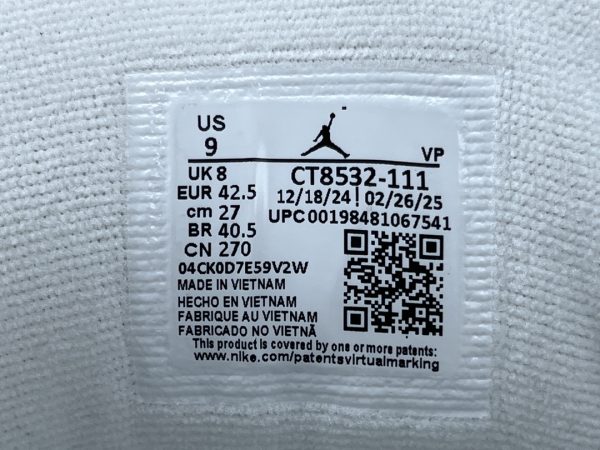 US
9
VP
UK 8
CT8532-111
EUR 42.5
12/18/24 | 02/26/25
cm 27
UPC 00198481067541
BR 40.5
CN 270
04CK0D7E59V2W
MADE IN VIETNAM
HECHO EN VIETNAM
FABRIQUE AU VIETNAM
FABRICADO NO VIETNÃ
This product is covered by one or more patents:
www.nike.com/patentsvirtualmarking